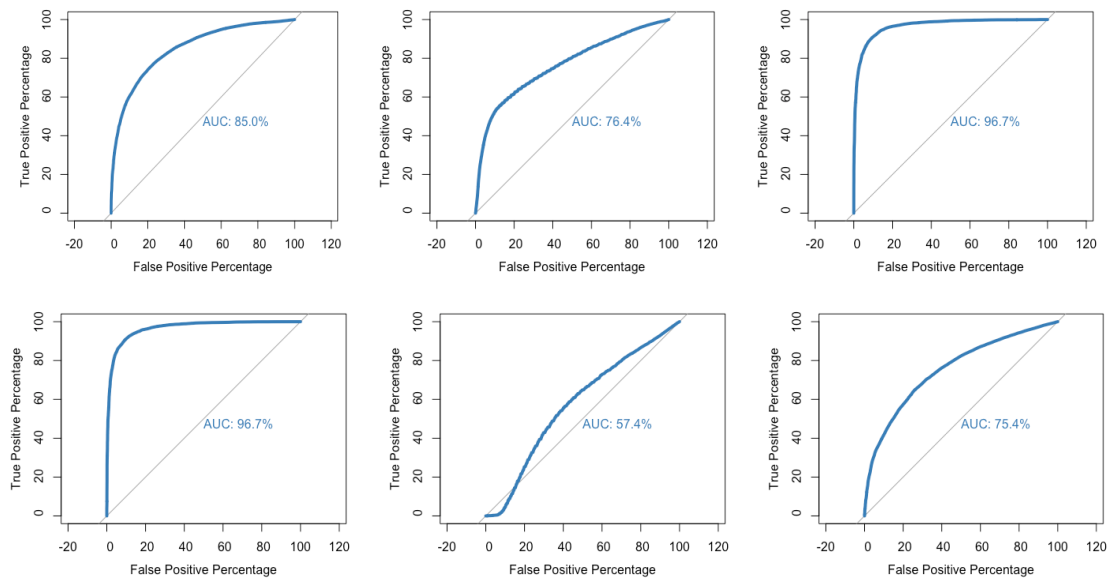 True Positive Percentage
100
80
60
40
20
0
AUC: 85.0%
-20 0 20 40 60 80 100 120
False Positive Percentage
True Positive Percentage
100
80
60
40
20
0
AUC: 76.4%
-20 0 20 40 60 80 100 120
False Positive Percentage
True Positive Percentage
100
80
60
40
20
0
AUC: 96.7%
-20 0 20 40 60 80 100 120
False Positive Percentage
True Positive Percentage
100
80
60
40
20
0
AUC: 96.7%
-20 0 20 40 60 80 100 120
False Positive Percentage
True Positive Percentage
100
80
60
40
20
0
AUC: 57.4%
-20 0 20 40 60 80 100 120
False Positive Percentage
True Positive Percentage
100
80
60
40
20
0
AUC: 75.4%
-20 0 20 40 60 80 100 120
False Positive Percentage